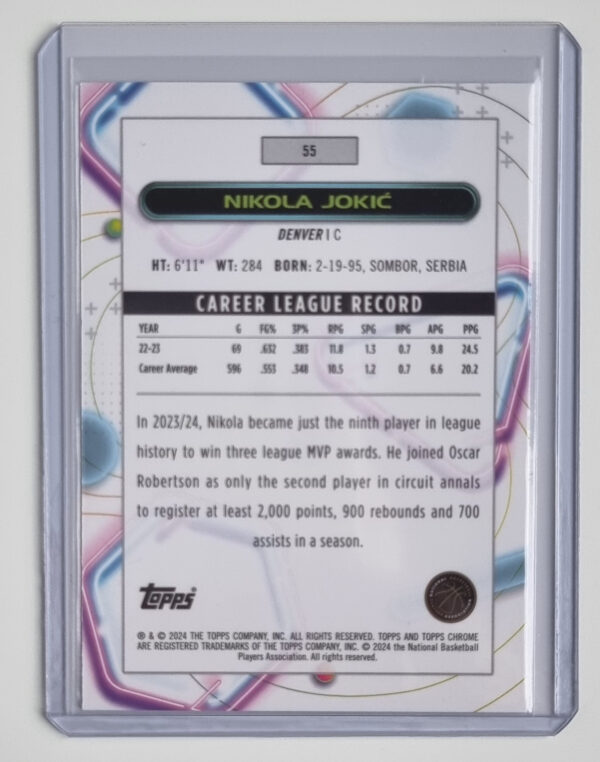 55
NIKOLA JOKIĆ
DENVER | C
HT: 6'11" WT: 284 BORN: 2-19-95, SOMBOR, SERBIA
CAREER LEAGUE RECORD
YEAR G FG% 3P% RPG SPG BPG APG PPG
22-23 69 .632 .383 11.8 1.3 0.7 9.8 24.5
Career Average 596 .553 .348 10.5 1.2 0.7 6.6 20.2
In 2023/24, Nikola became just the ninth player in league
history to win three league MVP awards. He joined Oscar
Robertson as only the second player in circuit annals
to register at least 2,000 points, 900 rebounds and 700
assists in a season.
topps®
® & © 2024 THE TOPPS COMPANY, INC. ALL RIGHTS RESERVED. TOPPS AND TOPPS CHROME
ARE REGISTERED TRADEMARKS OF THE TOPPS COMPANY, INC. © 2024 the National Basketball
Players Association. All rights reserved.